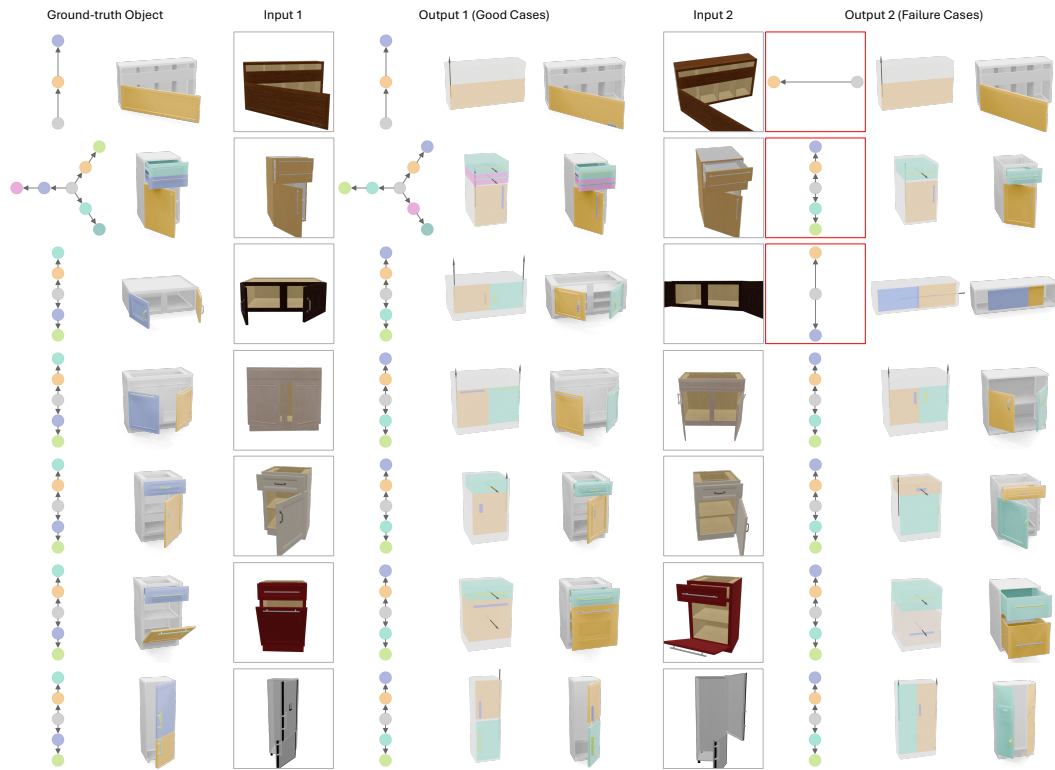 Ground-truth Object
Input 1
Output 1 (Good Cases)
Input 2
Output 2 (Failure Cases)